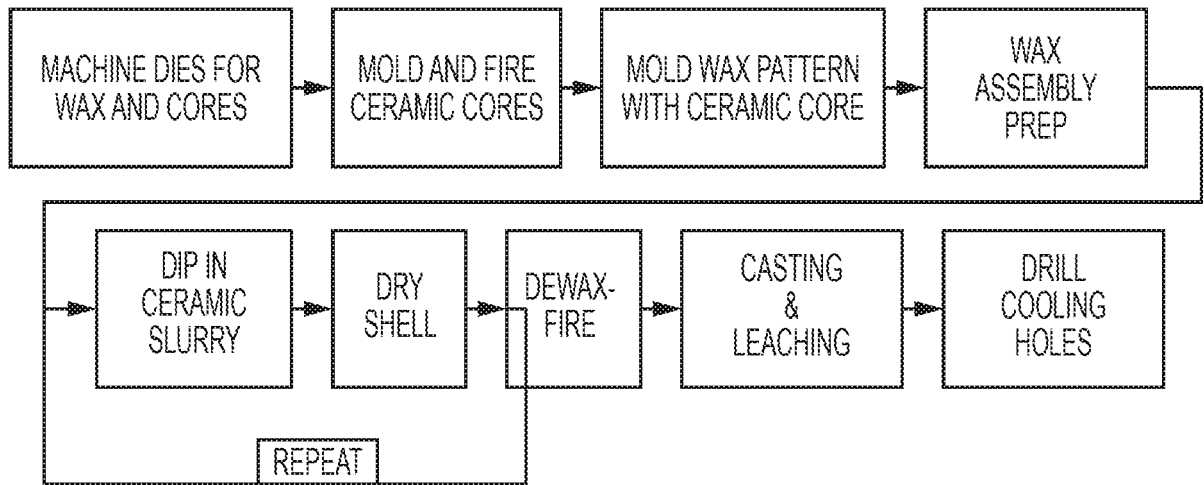 MACHINE DIES FOR
WAX AND CORES
MOLD AND FIRE
CERAMIC CORES
MOLD WAX PATTERN
WITH CERAMIC CORE
WAX
ASSEMBLY
PREP
DIP IN
CERAMIC
SLURRY
DRY
SHELL
DEWAX-
FIRE
CASTING
&
LEACHING
DRILL
COOLING
HOLES
REPEAT